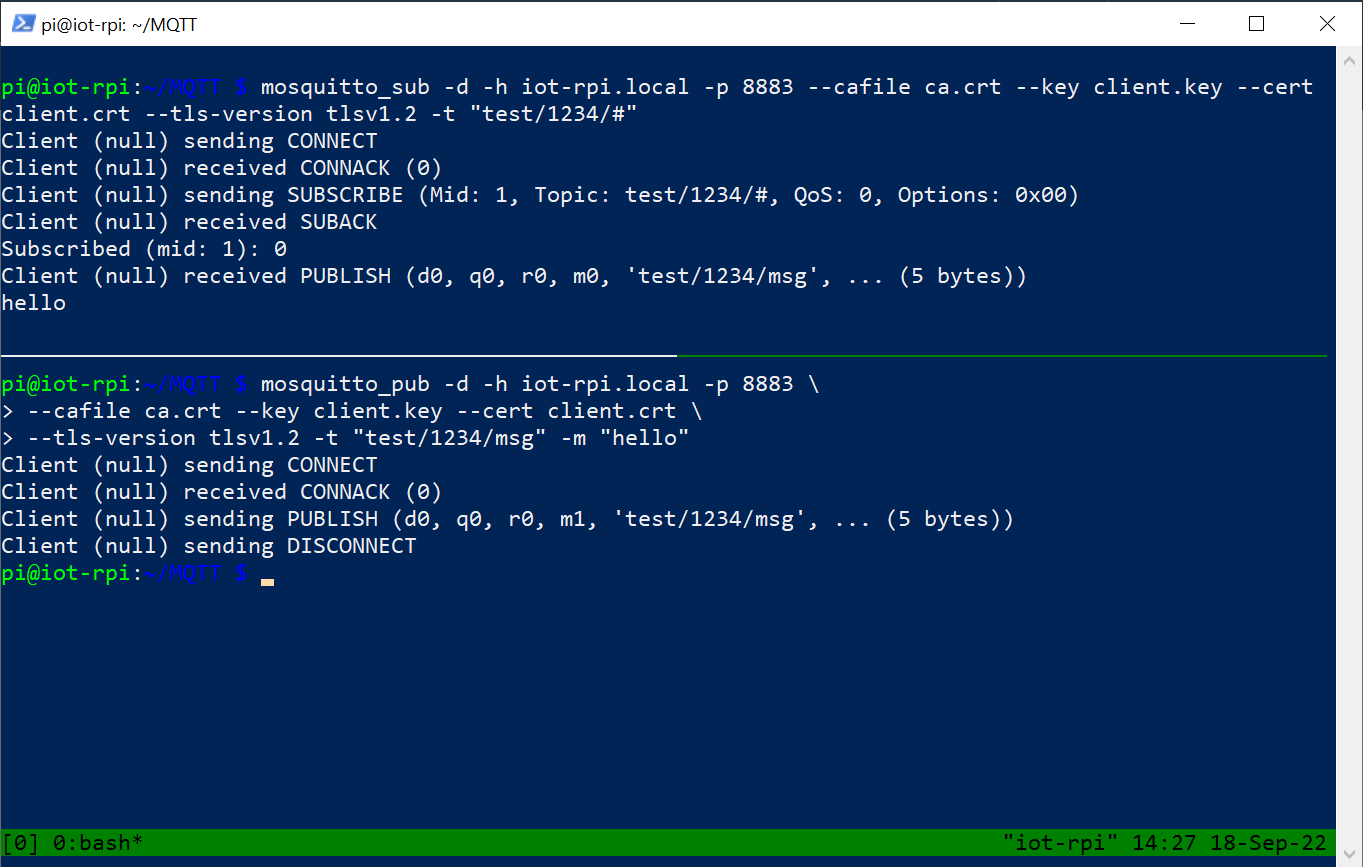 pi@iot-rpi: ~/MQTT
pi@iot-rpi:~/MQTT $ mosquitto_sub -d -h iot-rpi.local -p 8883 --cafile ca.crt --key client.key --cert
client.crt --tls-version tlsv1.2 -t "test/1234/#"
Client (null) sending CONNECT
Client (null) received CONNACK (0)
Client (null) sending SUBSCRIBE (Mid: 1, Topic: test/1234/#, QoS: 0, Options: 0x00)
Client (null) received SUBACK
Subscribed (mid: 1): 0
Client (null) received PUBLISH (d0, q0, r0, m0, 'test/1234/msg', ... (5 bytes))
hello
pi@iot-rpi:~/MQTT $ mosquitto_pub -d -h iot-rpi.local -p 8883 \
> --cafile ca.crt --key client.key --cert client.crt \
> --tls-version tlsv1.2 -t "test/1234/msg" -m "hello"
Client (null) sending CONNECT
Client (null) received CONNACK (0)
Client (null) sending PUBLISH (d0, q0, r0, m1, 'test/1234/msg', ... (5 bytes))
Client (null) sending DISCONNECT
pi@iot-rpi:~/MQTT $
[0] 0:bash* "iot-rpi" 14:27 18-Sep-22